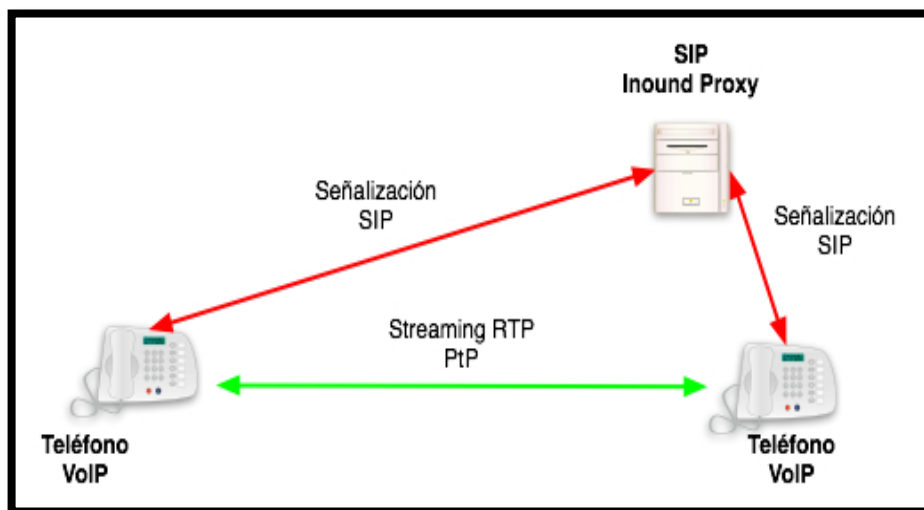 SIP
Inound Proxy
Señalización
SIP
Señalización
SIP
Streaming RTP
PtP
Teléfono
VoIP
Teléfono
VoIP